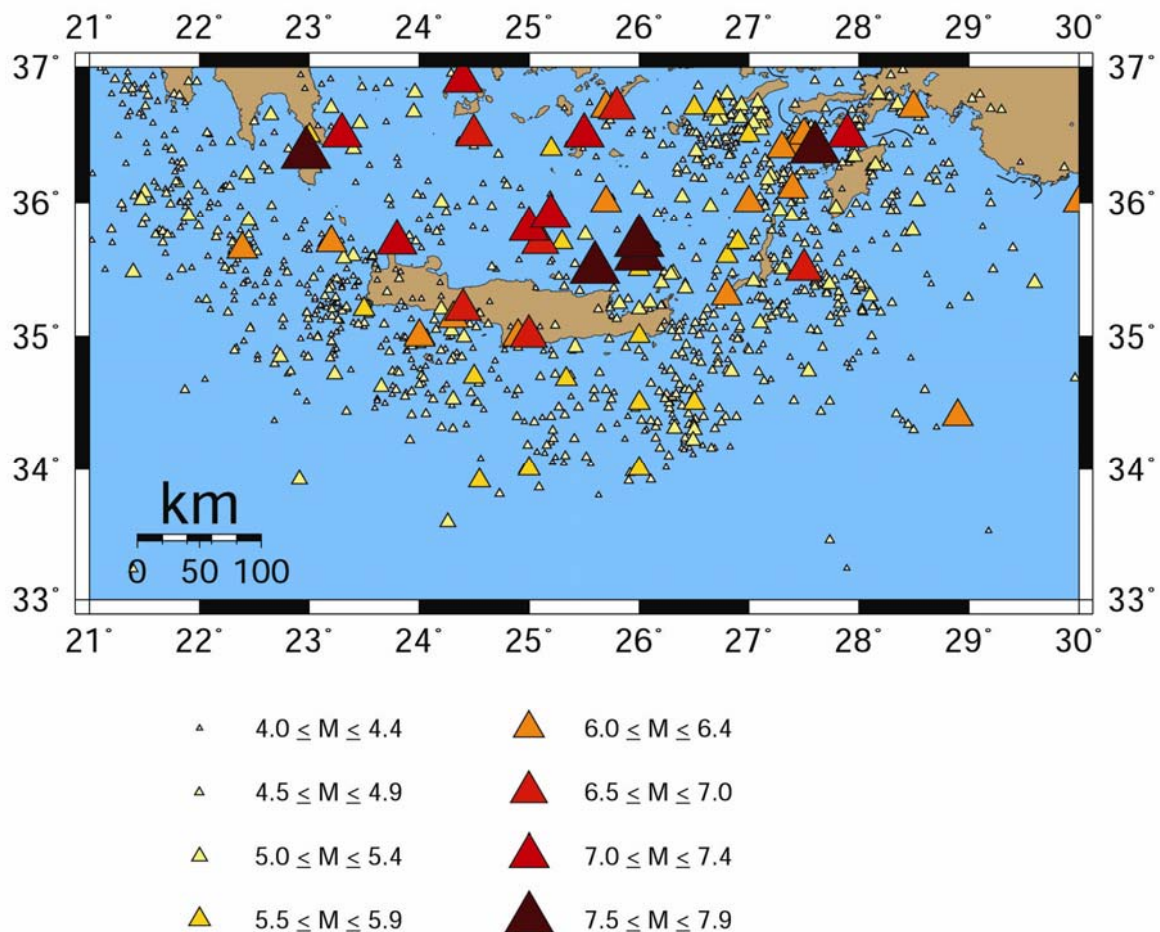 21° 22° 23° 24° 25° 26° 27° 28° 29° 30°
37° 37°
36° 36°
35° 35°
34° 34°
33° 33°
km
0 50 100
21° 22° 23° 24° 25° 26° 27° 28° 29° 30°
4.0 ≤ M ≤ 4.4
4.5 ≤ M ≤ 4.9
5.0 ≤ M ≤ 5.4
5.5 ≤ M ≤ 5.9
6.0 ≤ M ≤ 6.4
6.5 ≤ M ≤ 7.0
7.0 ≤ M ≤ 7.4
7.5 ≤ M ≤ 7.9